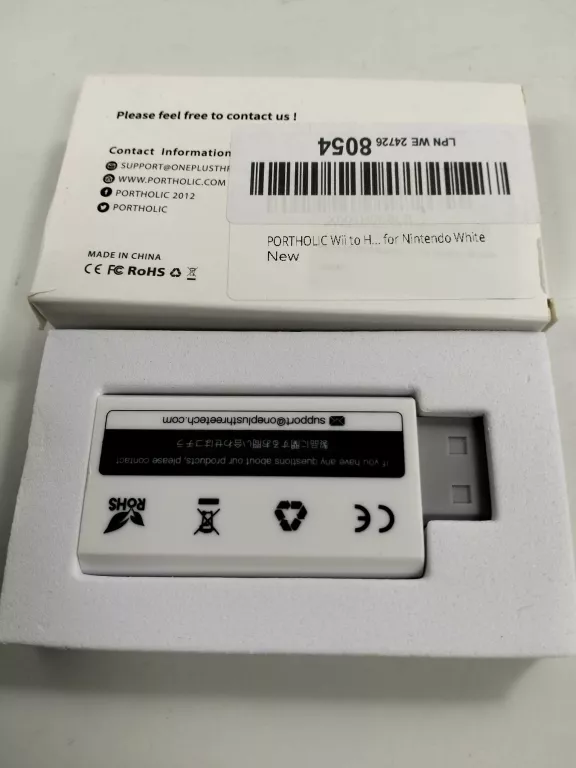 Please feel free to contact us !
Contact Information
SUPPORT@ONEPLUSTHR
WWW.PORTHOLIC.COM
PORTHOLIC 2012
PORTHOLIC
MADE IN CHINA
CE FC RoHS
LPN WE 24726 8054
PORTHOLIC Wii to H... for Nintendo White
New
If you have any questions about our products, please contact
製品に関するお問い合わせはコチラ
support@oneplusthreetech.com
CE
ROHS